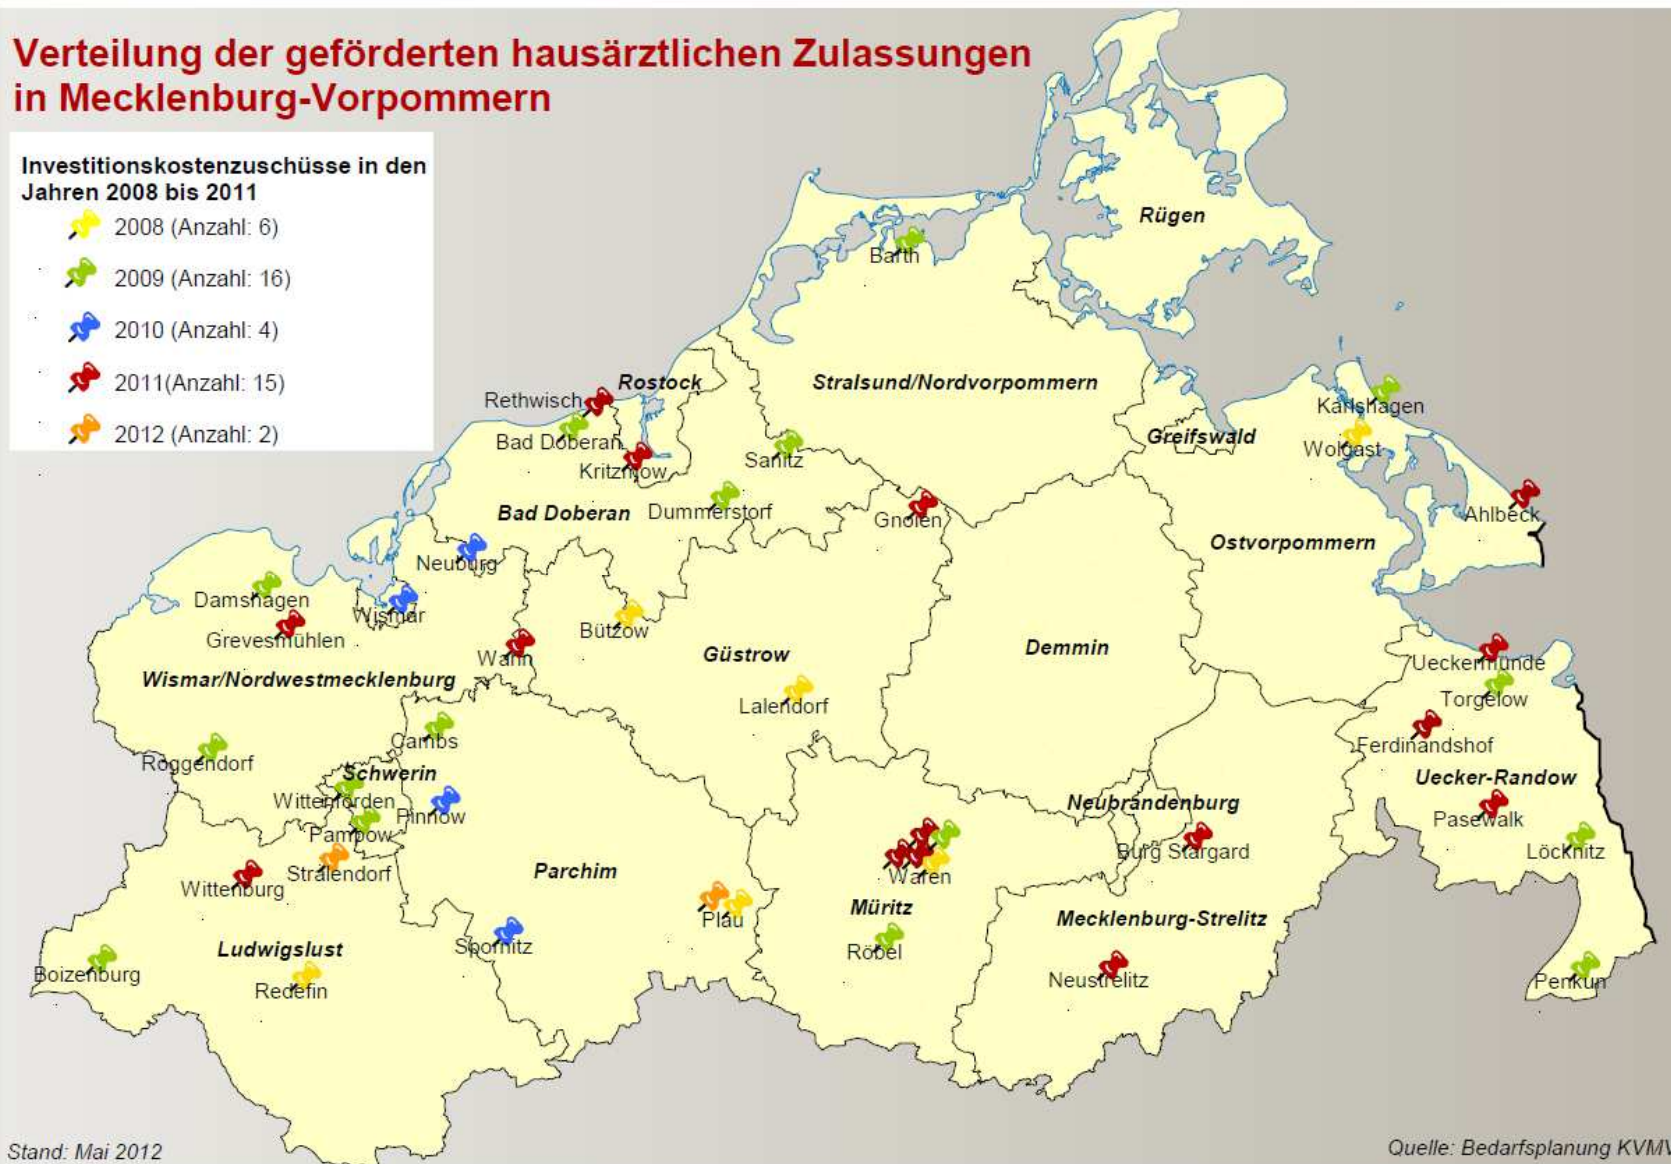 Verteilung der geförderten hausärztlichen Zulassungen
in Mecklenburg-Vorpommern
Investitionskostenzuschüsse in den
Jahren 2008 bis 2011
2008 (Anzahl: 6)
2009 (Anzahl: 16)
2010 (Anzahl: 4)
2011(Anzahl: 15)
2012 (Anzahl: 2)
Rügen
Barth
Rostock
Stralsund/Nordvorpommern
Rethwisch
Karlshagen
Bad Doberan
Greifswald
Wolgast
Kritzmow
Sanitz
Bad Doberan
Dummerstorf
Gnoien
Ahlbeck
Ostvorpommern
Neuburg
Damshagen
Wismar
Bützow
Grevesmühlen
Warin
Güstrow
Demmin
Ueckermünde
Wismar/Nordwestmecklenburg
Torgelow
Lalendorf
Cambs
Ferdinandshof
Roggendorf
Schwerin
Uecker-Randow
Wittenförden
Neubrandenburg
Pinnow
Pasewalk
Pampow
Burg Stargard
Löcknitz
Stralendorf
Parchim
Waren
Wittenburg
Müritz
Plau
Mecklenburg-Strelitz
Ludwigslust
Spornitz
Röbel
Boizenburg
Neustrelitz
Penkun
Redefin
Stand: Mai 2012
Quelle: Bedarfsplanung KVMV